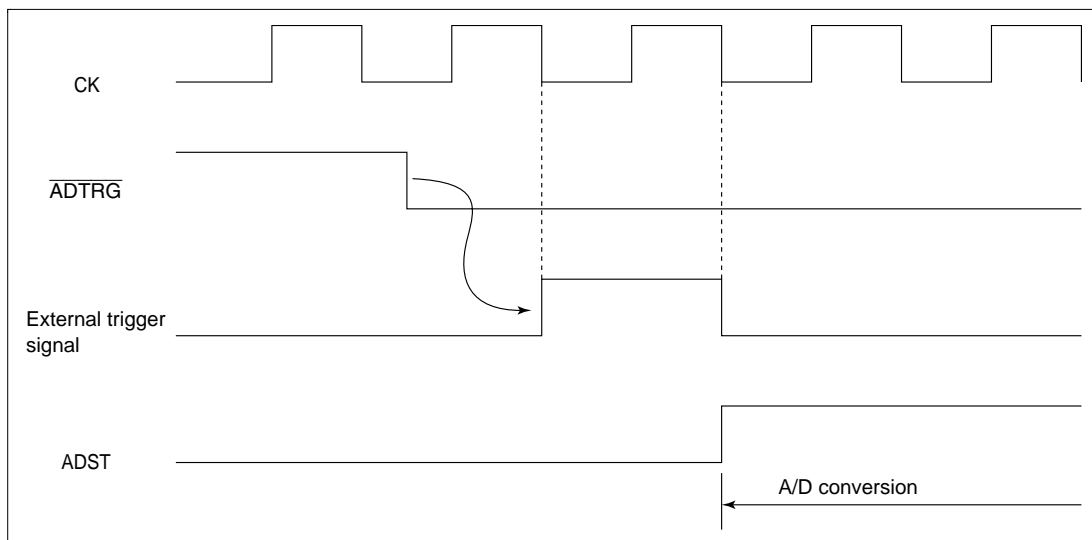 CK
ADTRG
External trigger
signal
ADST
A/D conversion